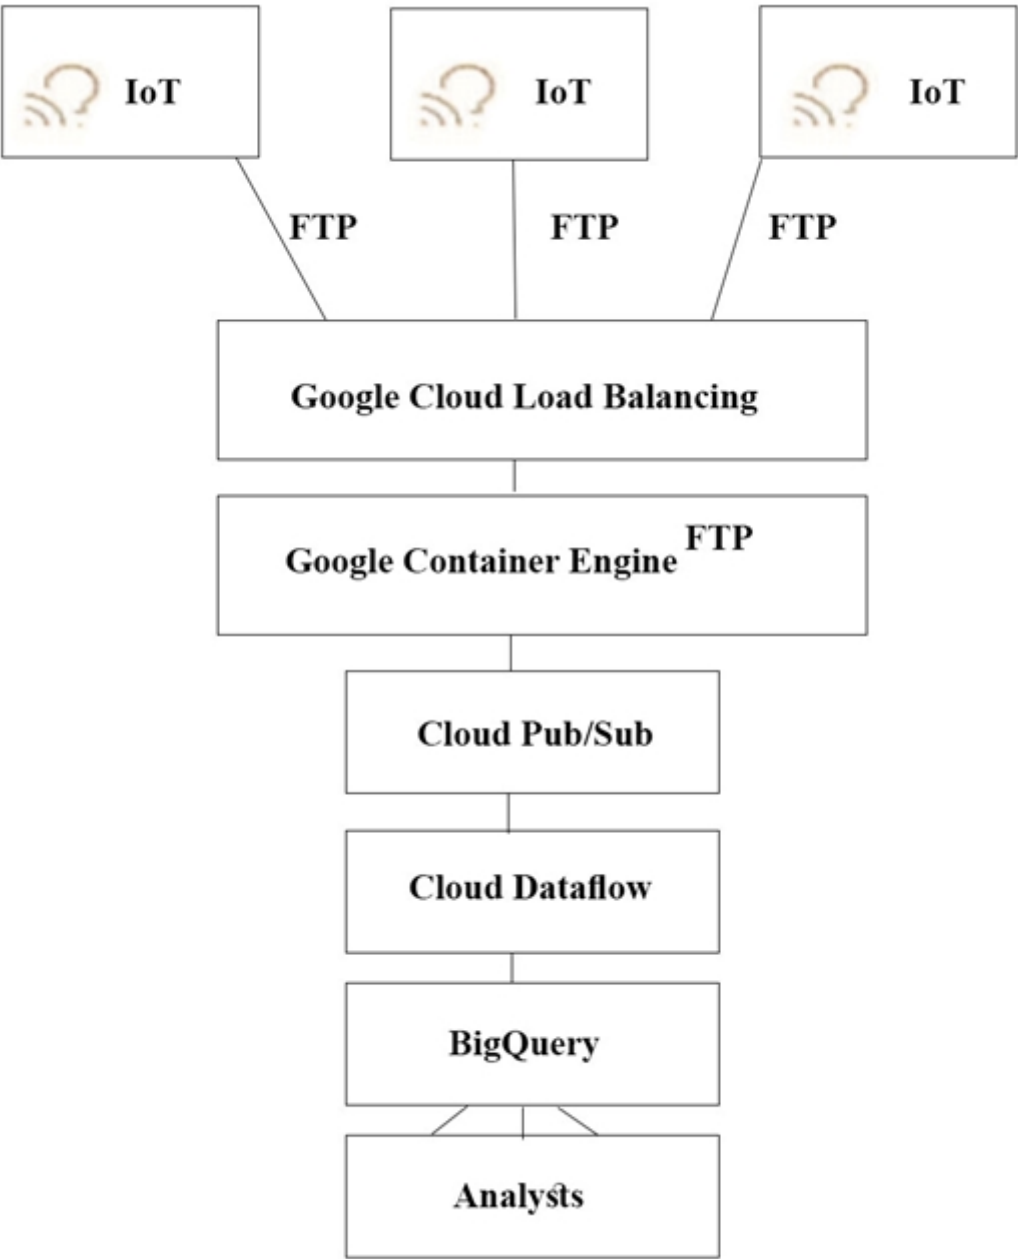 IoT
IoT
IoT
FTP
FTP
FTP
Google Cloud Load Balancing
Google Container Engine FTP
Cloud Pub/Sub
Cloud Dataflow
BigQuery
Analysts